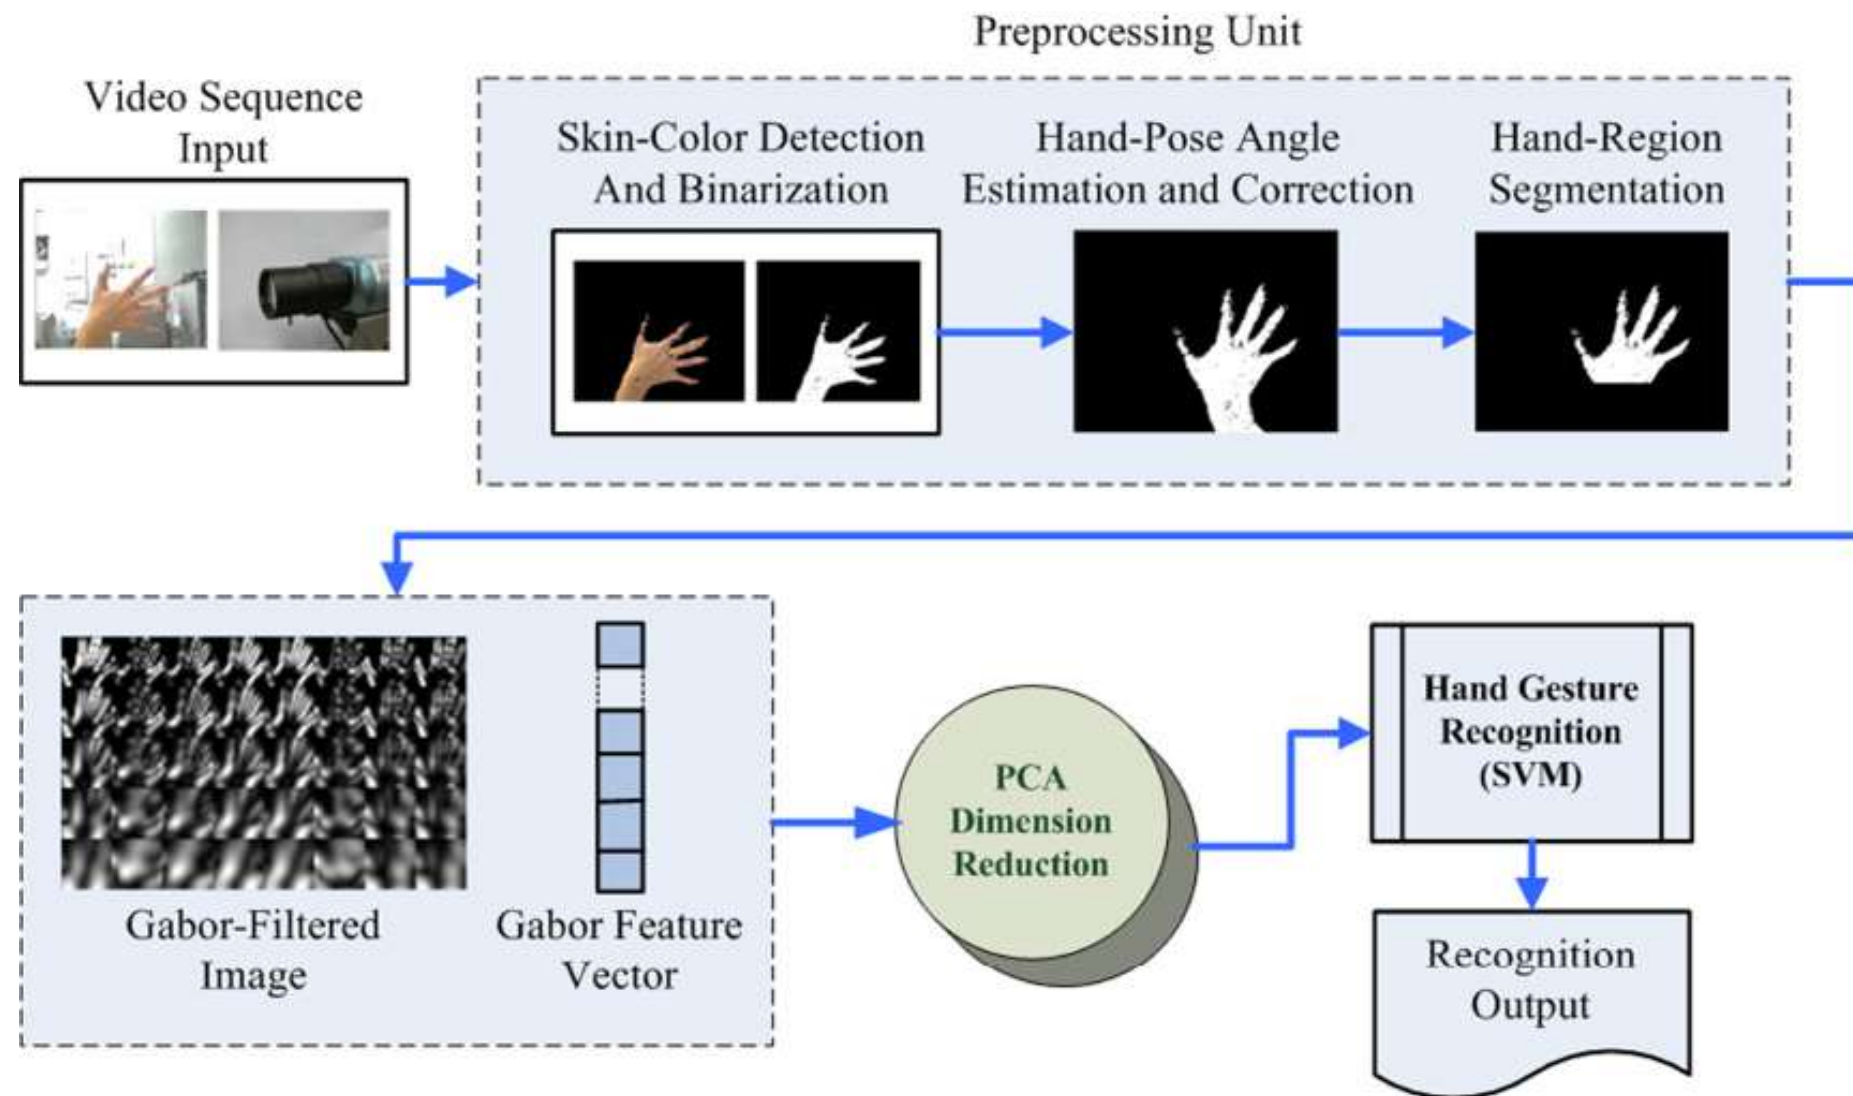 Preprocessing Unit
Video Sequence
Input
Skin-Color Detection
And Binarization
Hand-Pose Angle
Estimation and Correction
Hand-Region
Segmentation
Gabor-Filtered
Image
Gabor Feature
Vector
PCA
Dimension
Reduction
Hand Gesture
Recognition
(SVM)
Recognition
Output